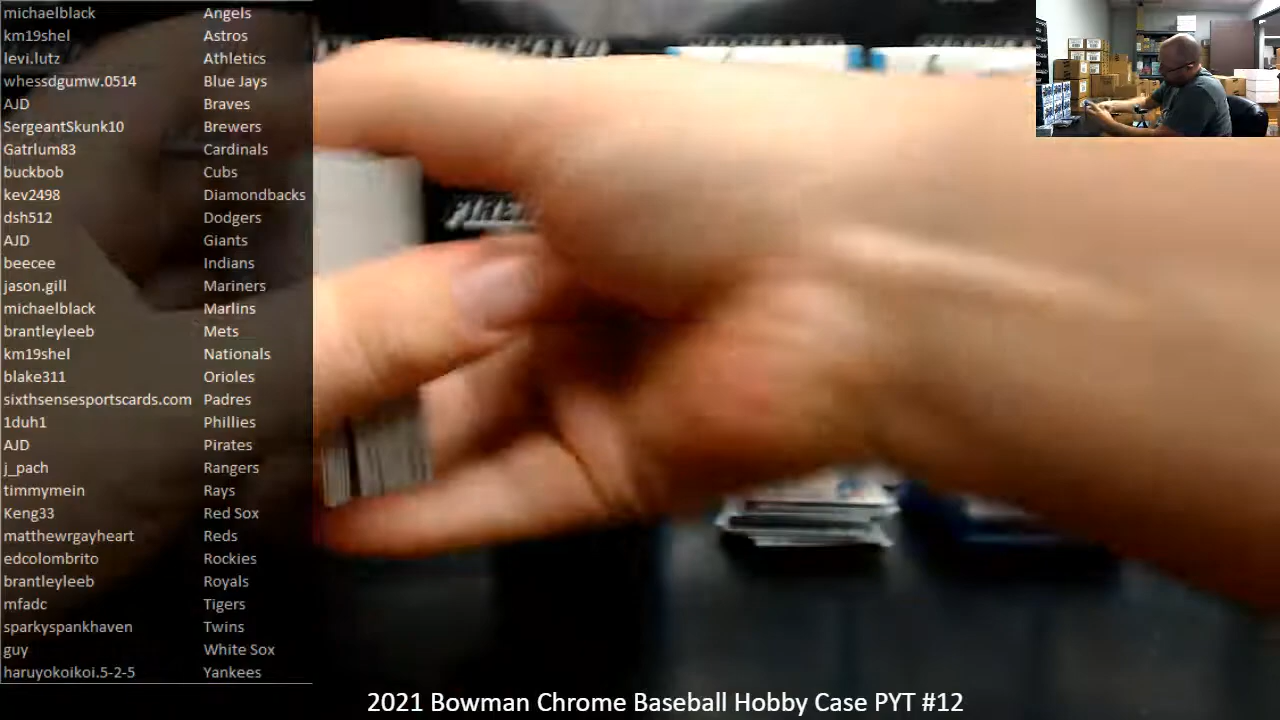 michaelblack Angels
km19shel Astros
levi.lutz Athletics
whessdgumw.0514 Blue Jays
AJD Braves
SergeantSkunk10 Brewers
Gatrlum83 Cardinals
buckbob Cubs
kev2498 Diamondbacks
dsh512 Dodgers
AJD Giants
beecee Indians
jason.gill Mariners
michaelblack Marlins
brantleyleeb Mets
km19shel Nationals
blake311 Orioles
sixthsensesportscards.com Padres
1duh1 Phillies
AJD Pirates
j_pach Rangers
timmymein Rays
Keng33 Red Sox
matthewrgayheart Reds
edcolombrito Rockies
brantleyleeb Royals
mfadc Tigers
sparkyspankhaven Twins
guy White Sox
haruyokoikoi.5-2-5 Yankees
2021 Bowman Chrome Baseball Hobby Case PYT #12